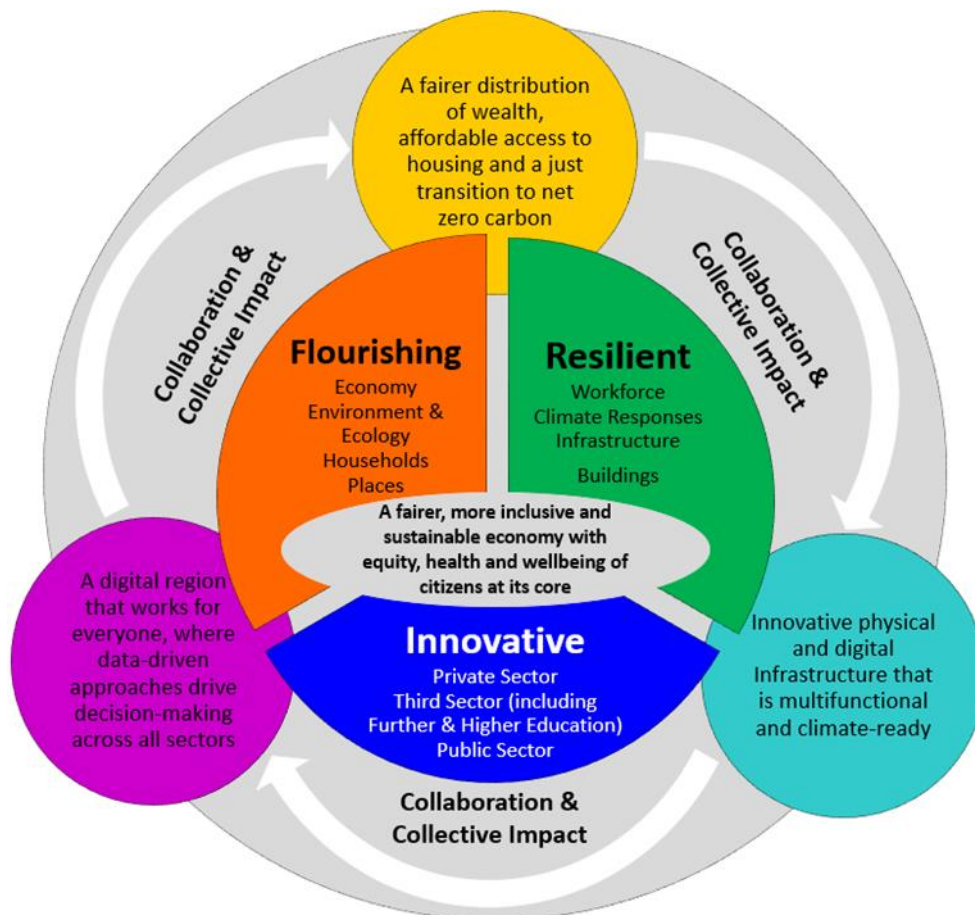 A fairer distribution
of wealth,
affordable access to
housing and a just
transition to net
zero carbon
Collaboration &
Collective Impact
Collaboration &
Collective Impact
Flourishing
Economy
Environment &
Ecology
Households
Places
Resilient
Workforce
Climate Responses
Infrastructure
Buildings
A fairer, more inclusive and
sustainable economy with
equity, health and wellbeing of
citizens at its core
A digital region
that works for
everyone, where
data-driven
approaches drive
decision-making
across all sectors
Innovative
Private Sector
Third Sector (including
Further & Higher Education)
Public Sector
Innovative physical
and digital
Infrastructure that
is multifunctional
and climate-ready
Collaboration &
Collective Impact